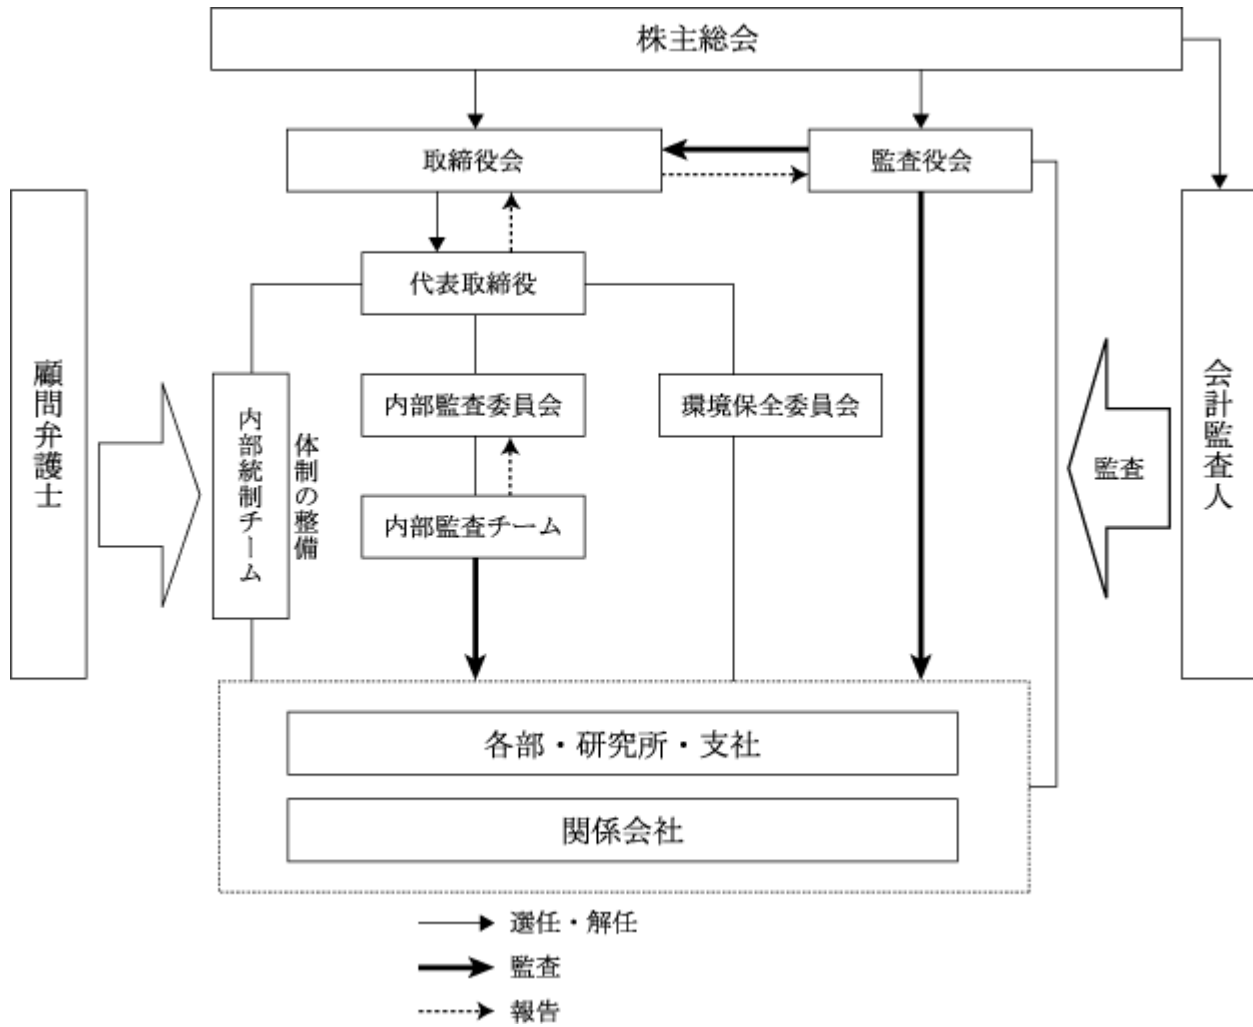 株主総会
取締役会
監査役会
代表取締役
顧問弁護士
内部統制チーム
体制の整備
内部監査委員会
環境保全委員会
内部監査チーム
監査
会計監査人
各部・研究所・支社
関係会社
選任・解任
監査
報告